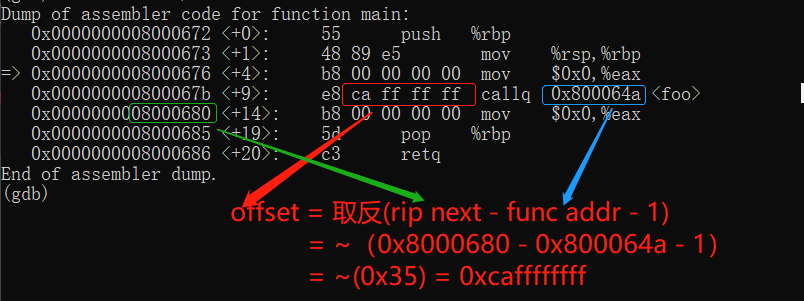 Dump of assembler code for function main:
0x0000000008000672 <+0>: 55 push %rbp
0x0000000008000673 <+1>: 48 89 e5 mov %rsp,%rbp
=> 0x0000000008000676 <+4>: b8 00 00 00 00 mov $0x0,%eax
0x000000000800067b <+9>: e8 ca ff ff ff callq 0x800064a <foo>
0x0000000008000680 <+14>: b8 00 00 00 00 mov $0x0,%eax
0x0000000008000685 <+19>: 5d pop %rbp
0x0000000008000686 <+20>: c3 retq
End of assembler dump.
(gdb)
offset = 取反(rip next - func addr - 1)
= ~（0x8000680 - 0x800064a - 1）
= ~(0x35) = 0xcaffffffff